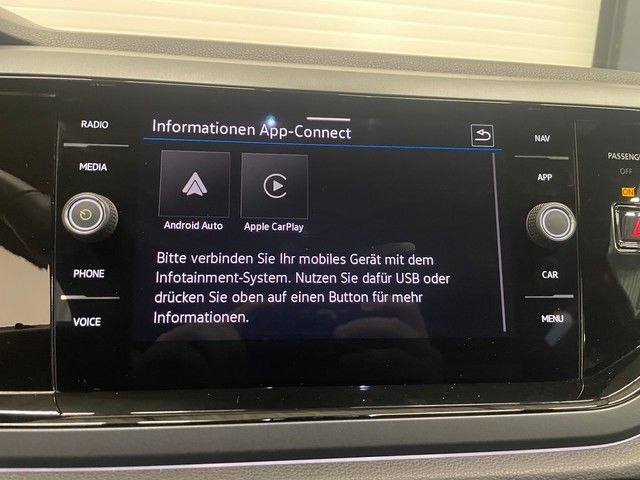 RADIO
MEDIA
PHONE
VOICE
Informationen App-Connect
Android Auto
Apple CarPlay
Bitte verbinden Sie Ihr mobiles Gerät mit dem
Infotainment-System. Nutzen Sie dafür USB oder
drücken Sie oben auf einen Button für mehr
Informationen.
NAV
APP
CAR
MENU
OFF
ON